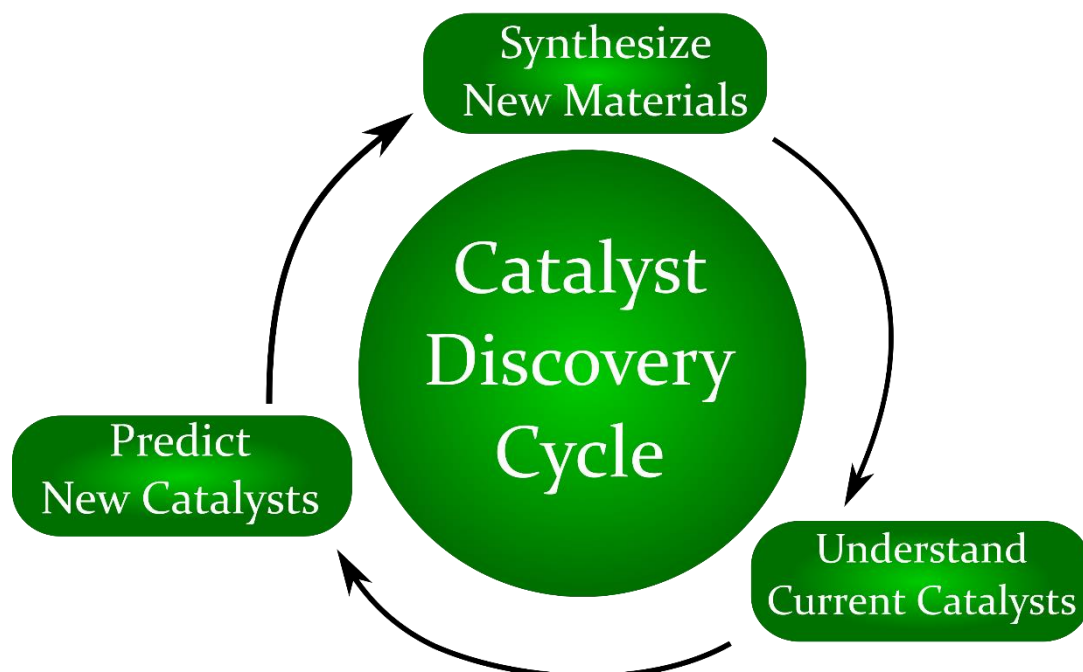 Synthesize
New Materials
Catalyst
Discovery
Cycle
Predict
New Catalysts
Understand
Current Catalysts